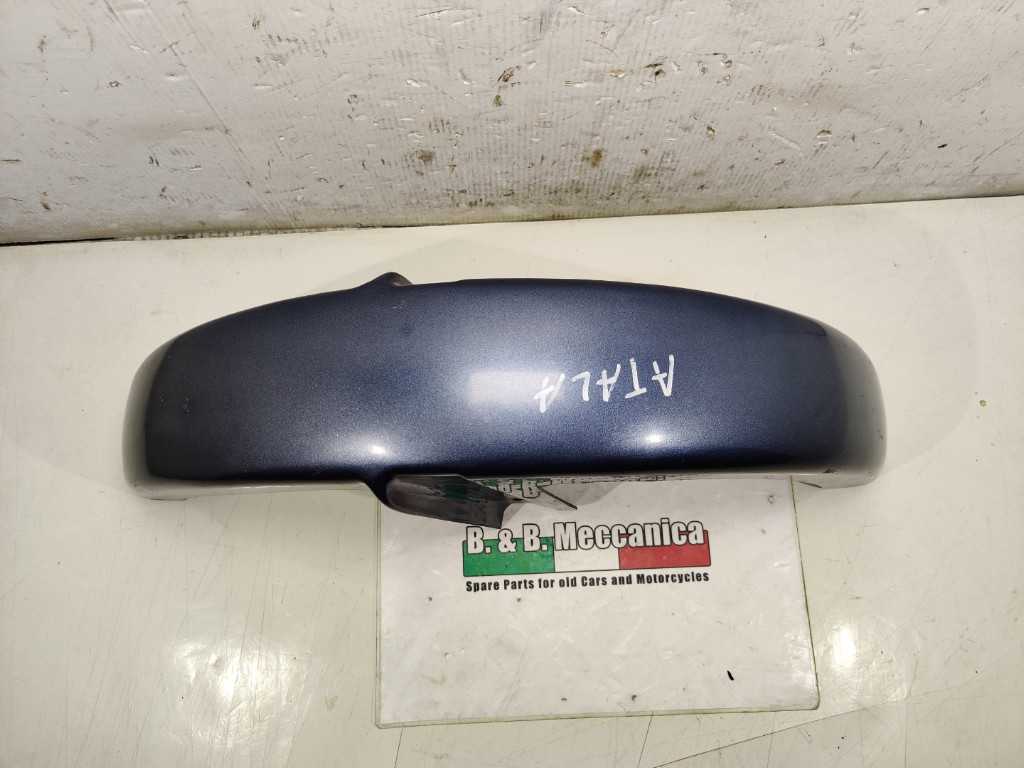 ATALA
B. & B. Meccanica
Spare Parts for old Cars and Motorcycles